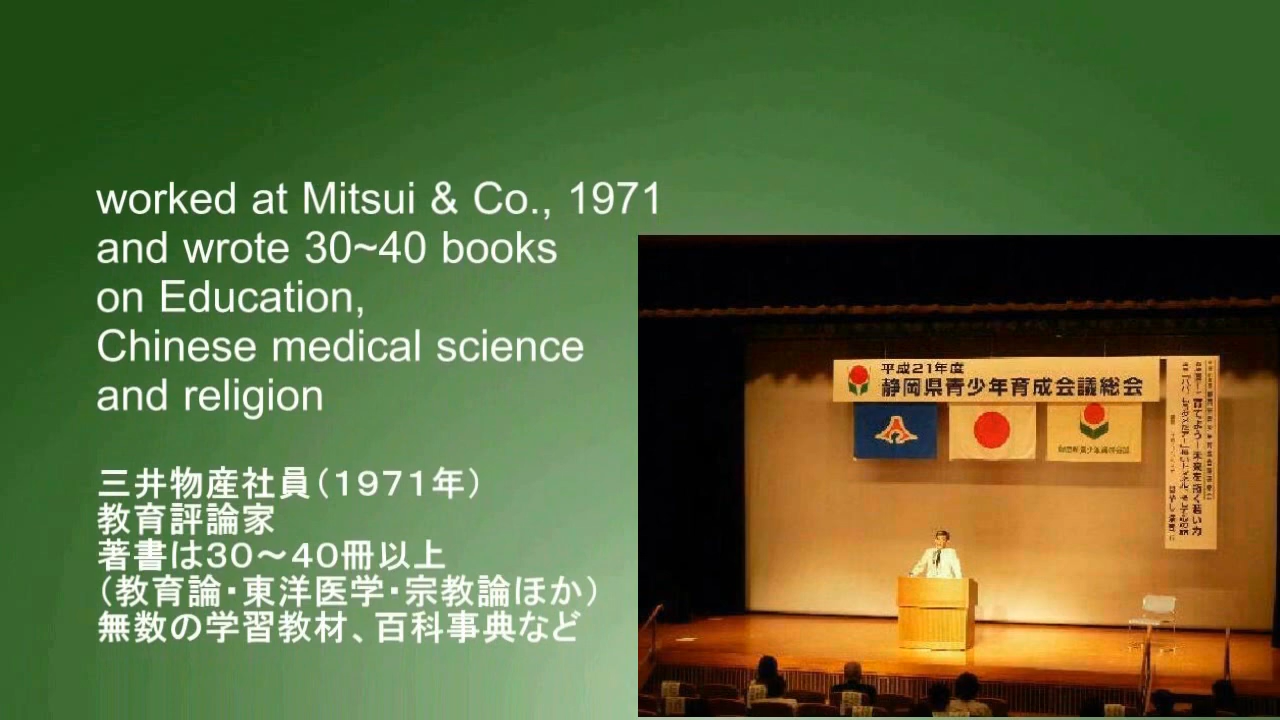 worked at Mitsui & Co., 1971
and wrote 30~40 books
on Education,
Chinese medical science
and religion
三井物産社員（１９７１年）
教育評論家
著書は３０～４０冊以上
（教育論・東洋医学・宗教論ほか）
無数の学習教材、百科事典など
平成21年度
静岡県青少年育成会議総会